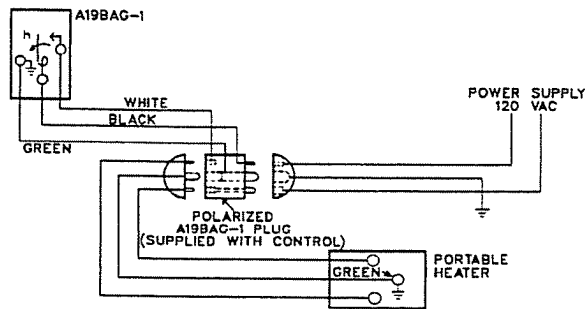 A19BAG-1
h
WHITE
BLACK
GREEN
POWER SUPPLY
120 VAC
POLARIZED
A19BAG-1 PLUG
(SUPPLIED WITH CONTROL)
GREEN
PORTABLE
HEATER